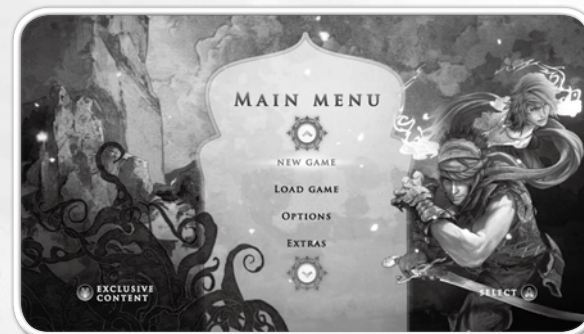 MAIN MENU
NEW GAME
LOAD GAME
OPTIONS
EXTRAS
EXCLUSIVE
CONTENT
SELECT